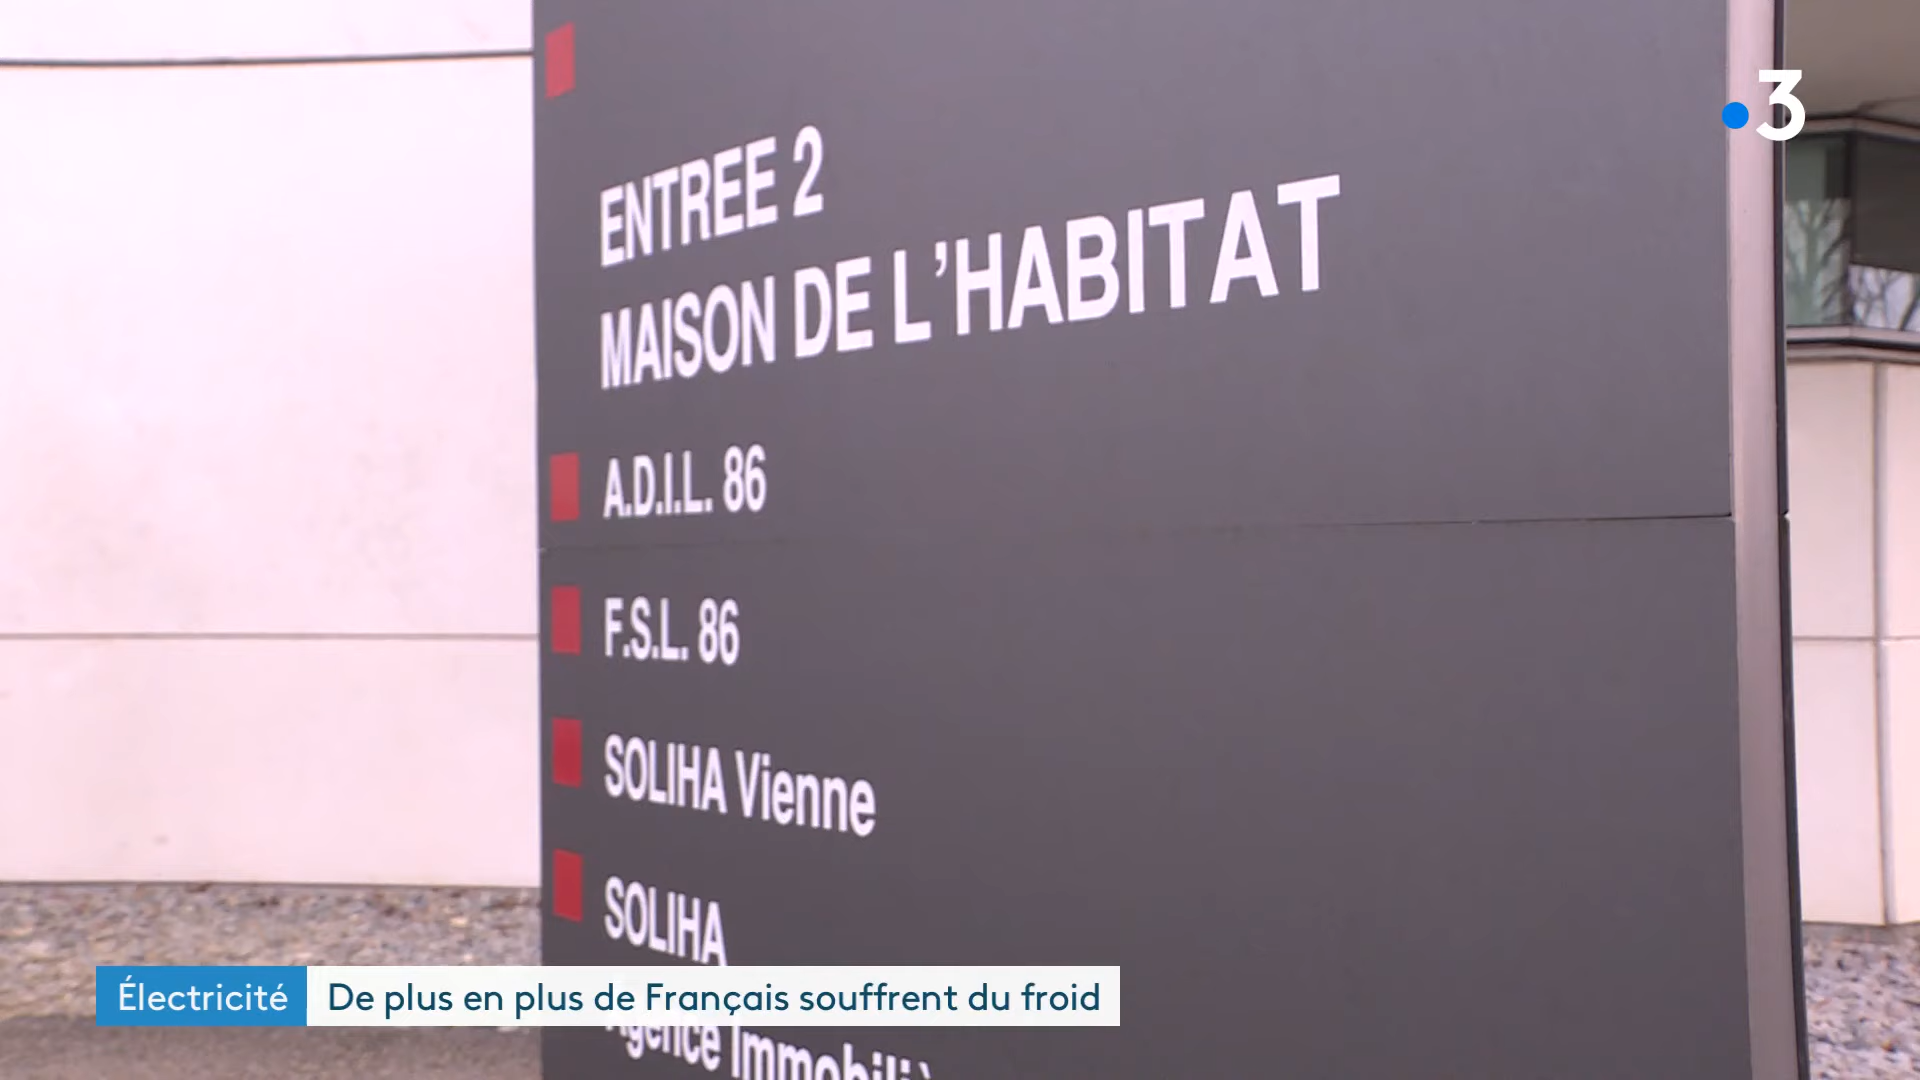 3
ENTREE 2
MAISON DE L'HABITAT
A.D.I.L. 86
F.S.L. 86
SOLIHA Vienne
SOLIHA
Électricité De plus en plus de Français souffrent du froid
Agence